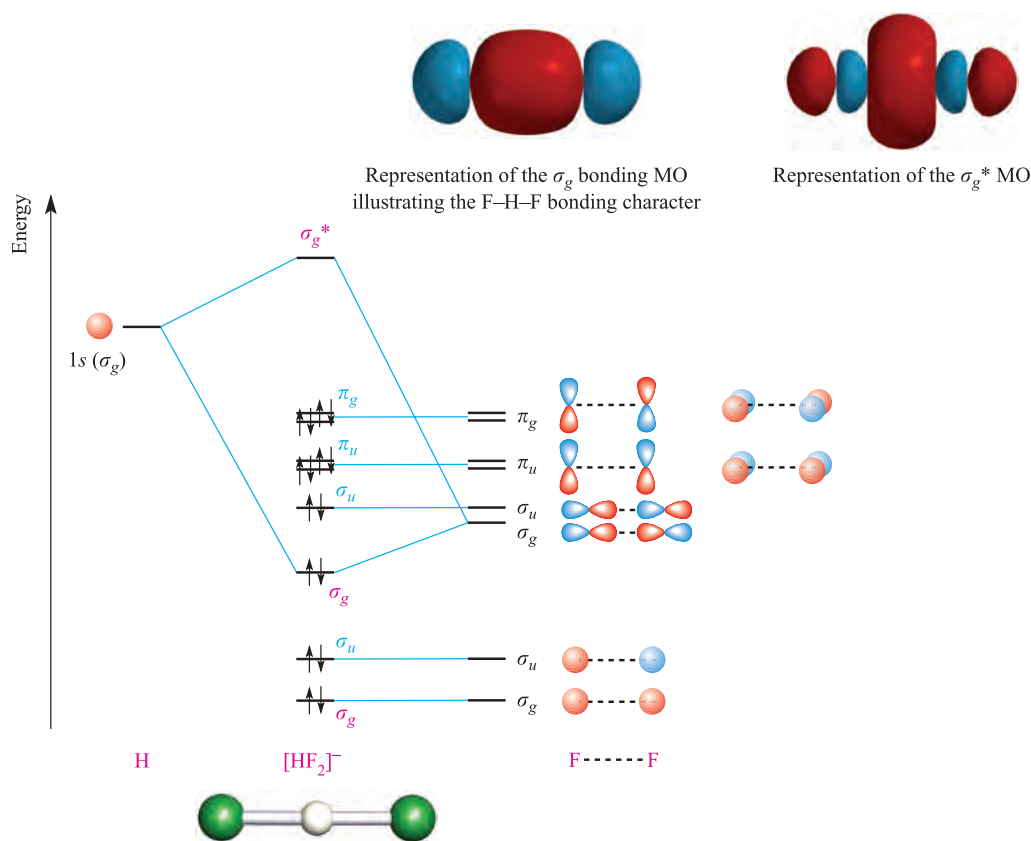 Representation of the σg bonding MO
illustrating the F–H–F bonding character
Representation of the σg* MO
Energy
σg*
1s (σg)
πg
πg
πu
πu
σu
σu
σg
σg
σu
σu
σg
σg
H
[HF2]−
F
F